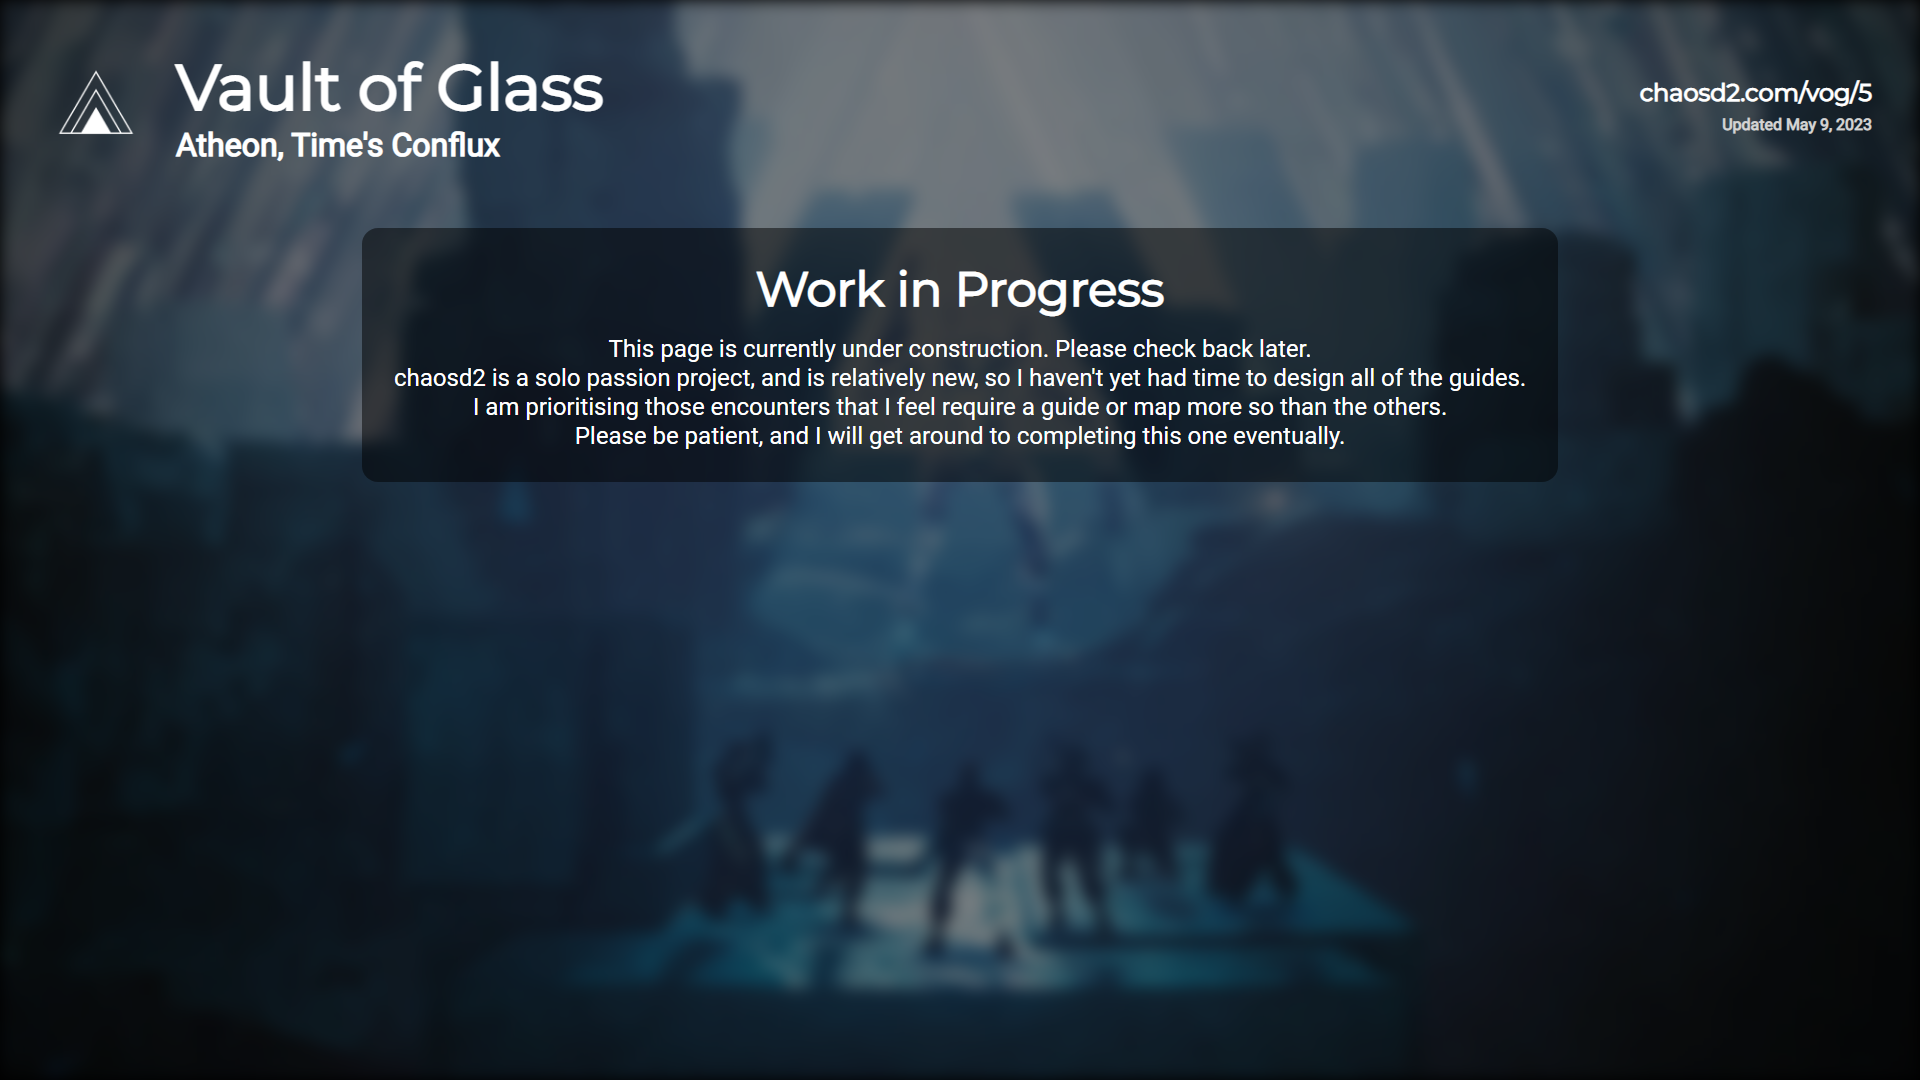 Vault of Glass
Atheon, Time's Conflux
chaosd2.com/vog/5
Updated May 9, 2023
Work in Progress
This page is currently under construction. Please check back later.
chaosd2 is a solo passion project, and is relatively new, so I haven't yet had time to design all of the guides.
I am prioritising those encounters that I feel require a guide or map more so than the others.
Please be patient, and I will get around to completing this one eventually.